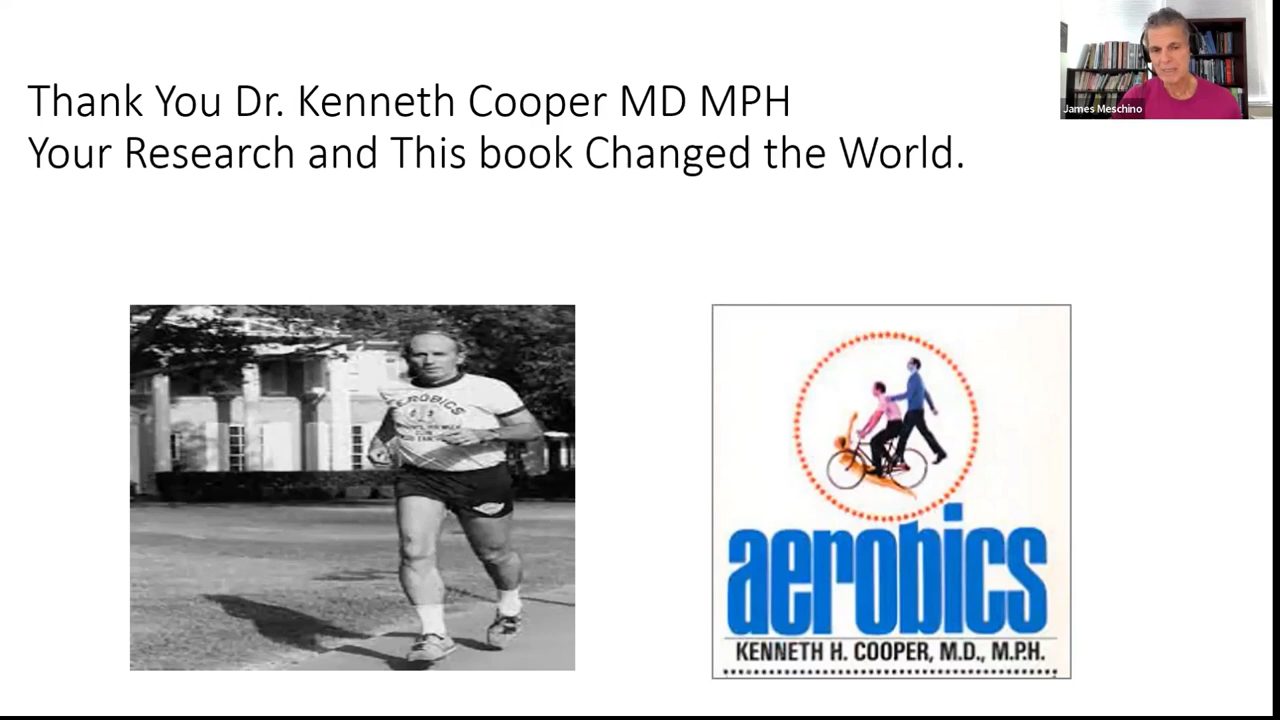 Thank You Dr. Kenneth Cooper MD MPH
Your Research and This book Changed the World.
James Meschino
AEROBICS
aerobics
KENNETH H. COOPER, M.D., M.P.H.